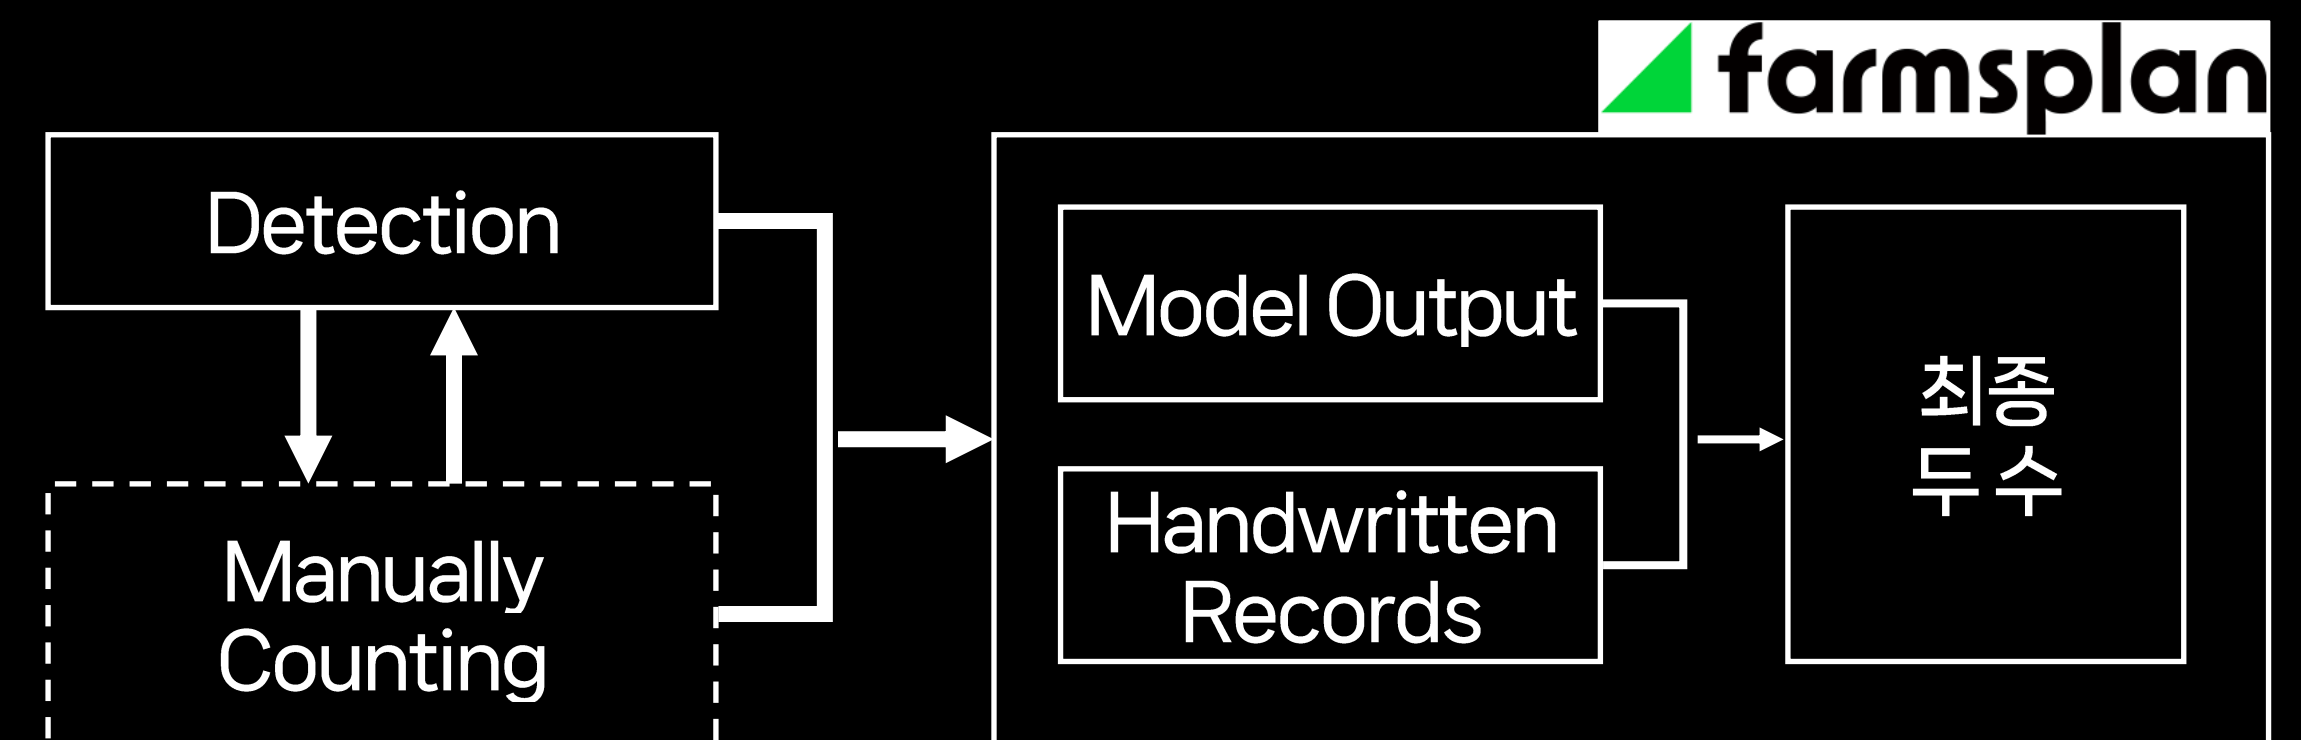 farmsplan
Detection
Manually
Counting
Model Output
Handwritten
Records
최종
두 수